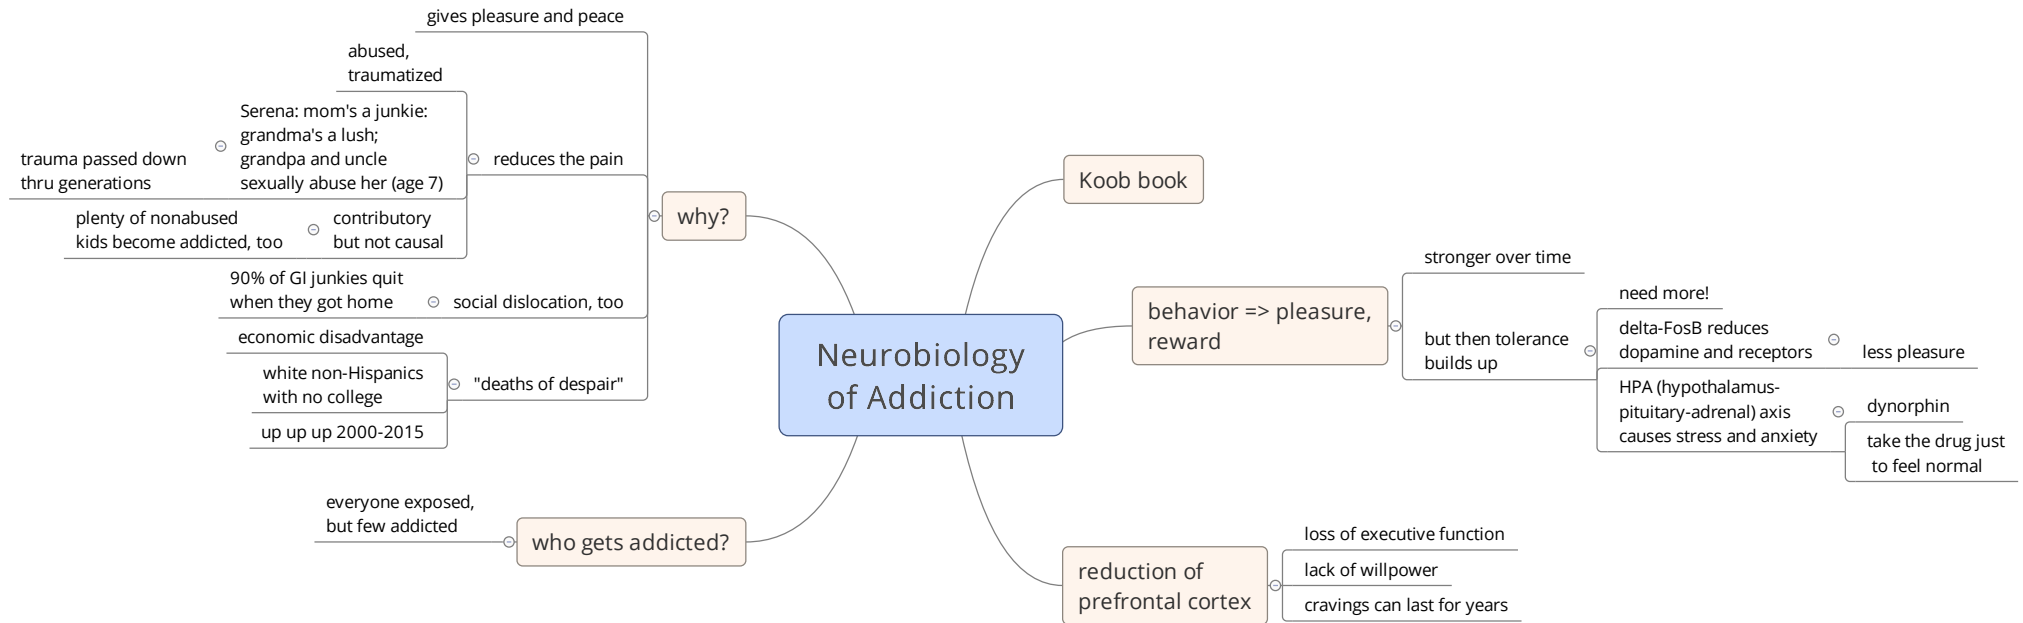 Neurobiology
of Addiction
Koob book
behavior => pleasure,
reward
stronger over time
but then tolerance
builds up
need more!
delta-FosB reduces
dopamine and receptors
less pleasure
HPA (hypothalamus-
pituitary-adrenal) axis
causes stress and anxiety
dynorphin
take the drug just
to feel normal
reduction of
prefrontal cortex
loss of executive function
lack of willpower
cravings can last for years
why?
gives pleasure and peace
reduces the pain
abused,
traumatized
Serena: mom's a junkie:
grandma's a lush;
grandpa and uncle
sexually abuse her (age 7)
trauma passed down
thru generations
contributory
but not causal
plenty of nonabused
kids become addicted, too
social dislocation, too
90% of GI junkies quit
when they got home
"deaths of despair"
economic disadvantage
white non-Hispanics
with no college
up up up 2000-2015
who gets addicted?
everyone exposed,
but few addicted